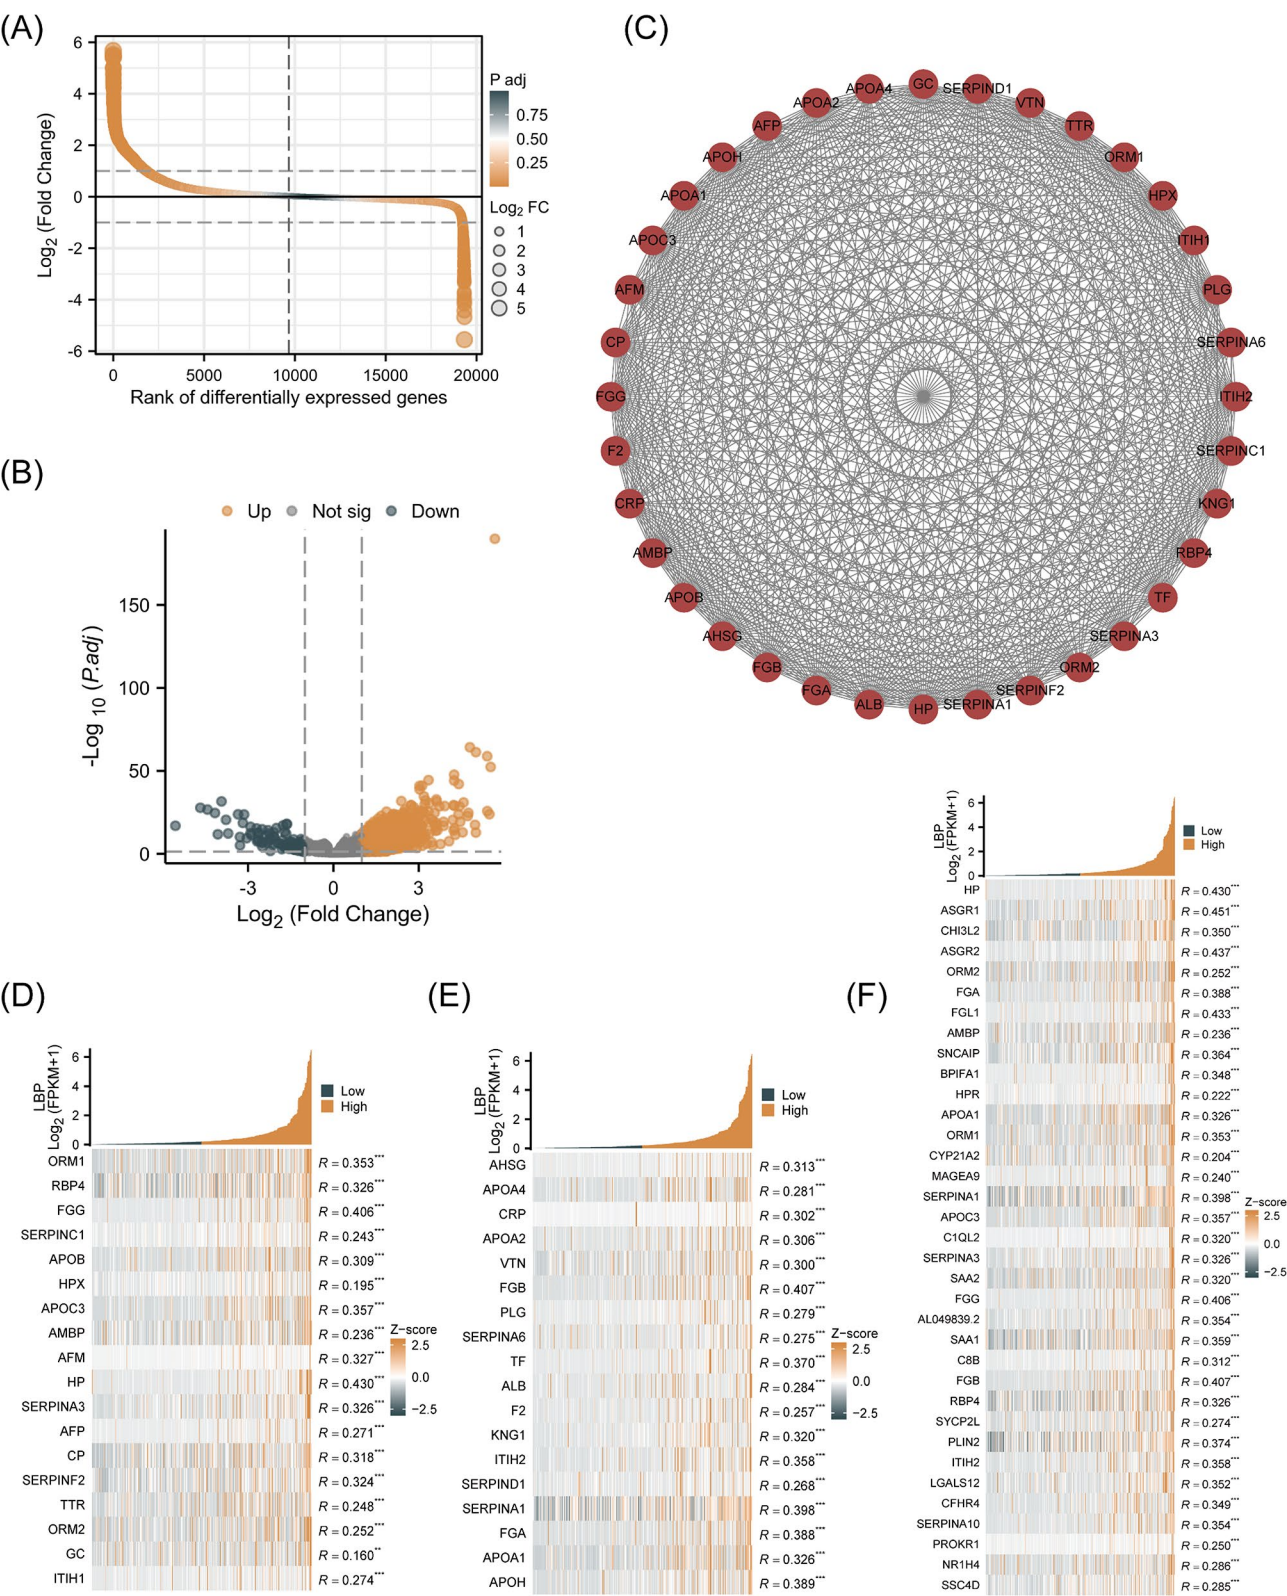 (A)
6
4
2
0
-2
-4
-6
Log2 (Fold Change)
0 5000 10000 15000 20000
Rank of differentially expressed genes
P adj
0.75
0.50
0.25
Log2 FC
1
2
3
4
5
(B)
Up Not sig Down
150
100
50
0
-Log 10 (P.adj )
-3 0 3
Log2 (Fold Change)
(C)
GC
SERPIND1
VTN
TTR
ORM1
HPX
ITIH1
PLG
SERPINA6
ITIH2
SERPINC1
KNG1
RBP4
TF
SERPINA3
ORM2
SERPINF2
SERPINA1
HP
ALB
FGA
FGB
AHSG
APOB
AMBP
CRP
F2
FGG
CP
AFM
APOC3
APOA1
APOH
AFP
APOA2
APOA4
(D)
LBP
Log2 (FPKM+1)
6
4
2
0
Low
High
ORM1 R = 0.353***
RBP4 R = 0.326***
FGG R = 0.406***
SERPINC1 R = 0.243***
APOB R = 0.309***
HPX R = 0.195***
APOC3 R = 0.357***
AMBP R = 0.236***
AFM R = 0.327***
HP R = 0.430***
SERPINA3 R = 0.326***
AFP R = 0.271***
CP R = 0.318***
SERPINF2 R = 0.324***
TTR R = 0.248***
ORM2 R = 0.252***
GC R = 0.160**
ITIH1 R = 0.274***
Z-score
2.5
0.0
−2.5
(E)
LBP
Log2 (FPKM+1)
6
4
2
0
Low
High
AHSG R = 0.313***
APOA4 R = 0.281***
CRP R = 0.302***
APOA2 R = 0.306***
VTN R = 0.300***
FGB R = 0.407***
PLG R = 0.279***
SERPINA6 R = 0.275***
TF R = 0.370***
ALB R = 0.284***
F2 R = 0.257***
KNG1 R = 0.320***
ITIH2 R = 0.358***
SERPIND1 R = 0.268***
SERPINA1 R = 0.398***
FGA R = 0.388***
APOA1 R = 0.326***
APOH R = 0.389***
Z-score
2.5
0.0
−2.5
(F)
LBP
Log2 (FPKM+1)
6
4
2
0
Low
High
HP R = 0.430***
ASGR1 R = 0.451***
CHI3L2 R = 0.350***
ASGR2 R = 0.437***
ORM2 R = 0.252***
FGA R = 0.388***
FGL1 R = 0.433***
AMBP R = 0.236***
SNCAIP R = 0.364***
BPIFA1 R = 0.348***
HPR R = 0.222***
APOA1 R = 0.326***
ORM1 R = 0.353***
CYP21A2 R = 0.204***
MAGEA9 R = 0.240***
SERPINA1 R = 0.398***
APOC3 R = 0.357***
C1QL2 R = 0.320***
SERPINA3 R = 0.326***
SAA2 R = 0.320***
FGG R = 0.406***
AL049839.2 R = 0.354***
SAA1 R = 0.359***
C8B R = 0.312***
FGB R = 0.407***
RBP4 R = 0.326***
SYCP2L R = 0.274***
PLIN2 R = 0.374***
ITIH2 R = 0.358***
LGALS12 R = 0.352***
CFHR4 R = 0.349***
SERPINA10 R = 0.354***
PROKR1 R = 0.250***
NR1H4 R = 0.286***
SSC4D R = 0.285***
Z-score
2.5
0.0
−2.5